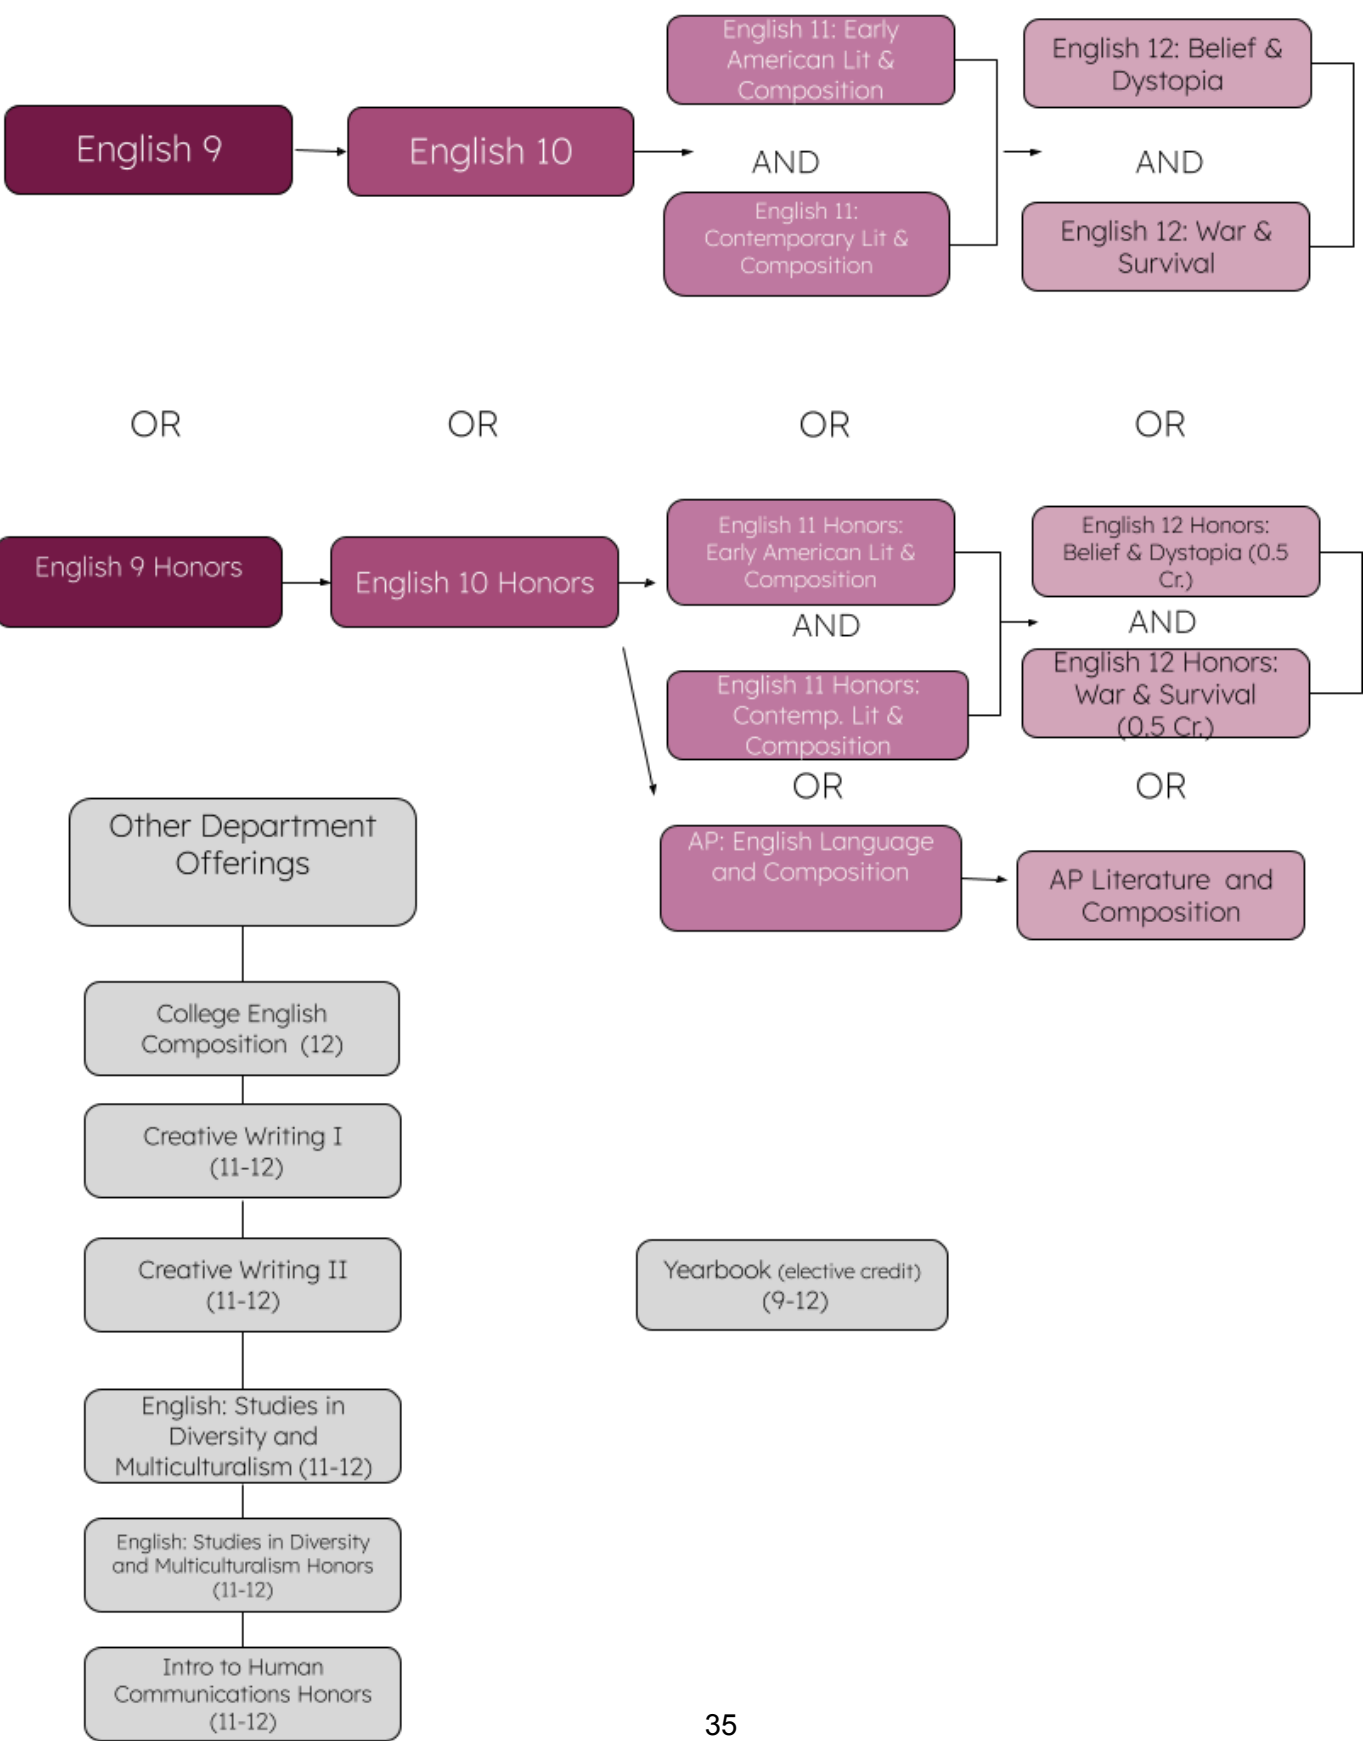 English 9
English 10
English 11: Early
American Lit &
Composition
AND
English 11:
Contemporary Lit &
Composition
English 12: Belief &
Dystopia
AND
English 12: War &
Survival
OR
OR
OR
OR
English 9 Honors
English 10 Honors
English 11 Honors:
Early American Lit &
Composition
AND
English 11 Honors:
Contemp. Lit &
Composition
OR
AP: English Language
and Composition
English 12 Honors:
Belief & Dystopia (0.5
Cr.)
AND
English 12 Honors:
War & Survival
(0.5 Cr.)
OR
AP Literature and
Composition
Other Department
Offerings
College English
Composition (12)
Creative Writing I
(11-12)
Creative Writing II
(11-12)
English: Studies in
Diversity and
Multiculturalism (11-12)
English: Studies in Diversity
and Multiculturalism Honors
(11-12)
Intro to Human
Communications Honors
(11-12)
Yearbook (elective credit)
(9-12)
35